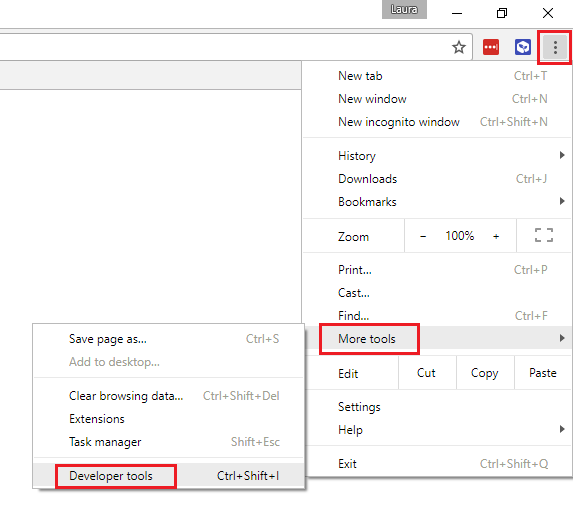 Laura
New tab Ctrl+T
New window Ctrl+N
New incognito window Ctrl+Shift+N
History
Downloads Ctrl+J
Bookmarks
Zoom − 100% +
Print... Ctrl+P
Cast...
Find... Ctrl+F
More tools
Edit Cut Copy Paste
Settings
Help
Exit Ctrl+Shift+Q
Save page as... Ctrl+S
Add to desktop...
Clear browsing data... Ctrl+Shift+Del
Extensions
Task manager Shift+Esc
Developer tools Ctrl+Shift+I